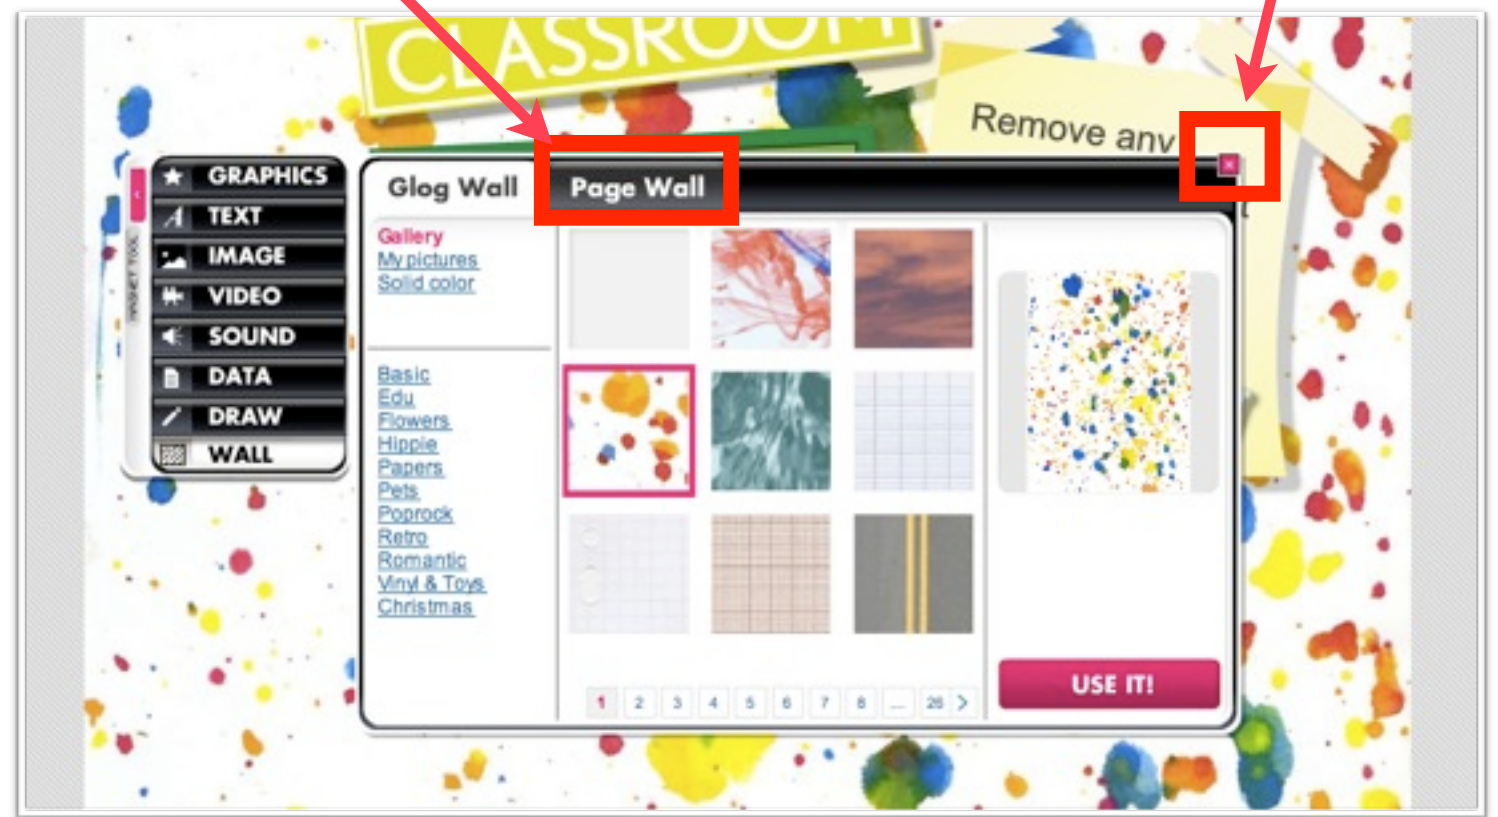 CLASSROOM
Remove any
GRAPHICS
TEXT
IMAGE
VIDEO
SOUND
DATA
DRAW
WALL
MAGNET TOOL
Glog Wall
Page Wall
Gallery
My pictures
Solid color
Basic
Edu
Flowers
Hippie
Papers
Pets
Poprock
Retro
Romantic
Vinyl & Toys
Christmas
1 2 3 4 5 6 7 8 ... 26 >
USE IT!